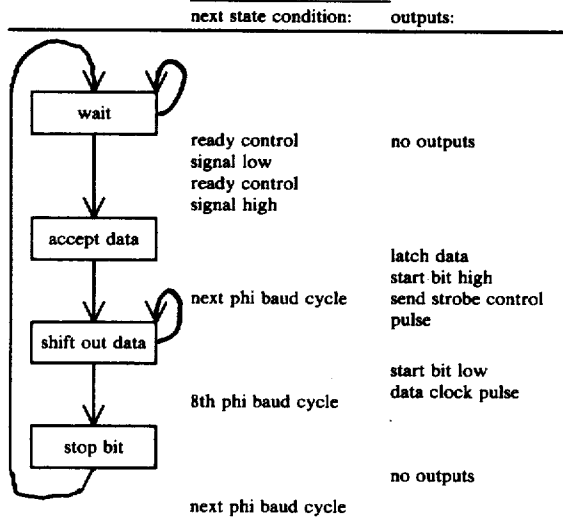 next state condition: outputs:
wait
ready control no outputs
signal low
ready control
signal high
accept data
latch data
start bit high
next phi baud cycle send strobe control
pulse
shift out data
start bit low
data clock pulse
8th phi baud cycle
stop bit
no outputs
next phi baud cycle